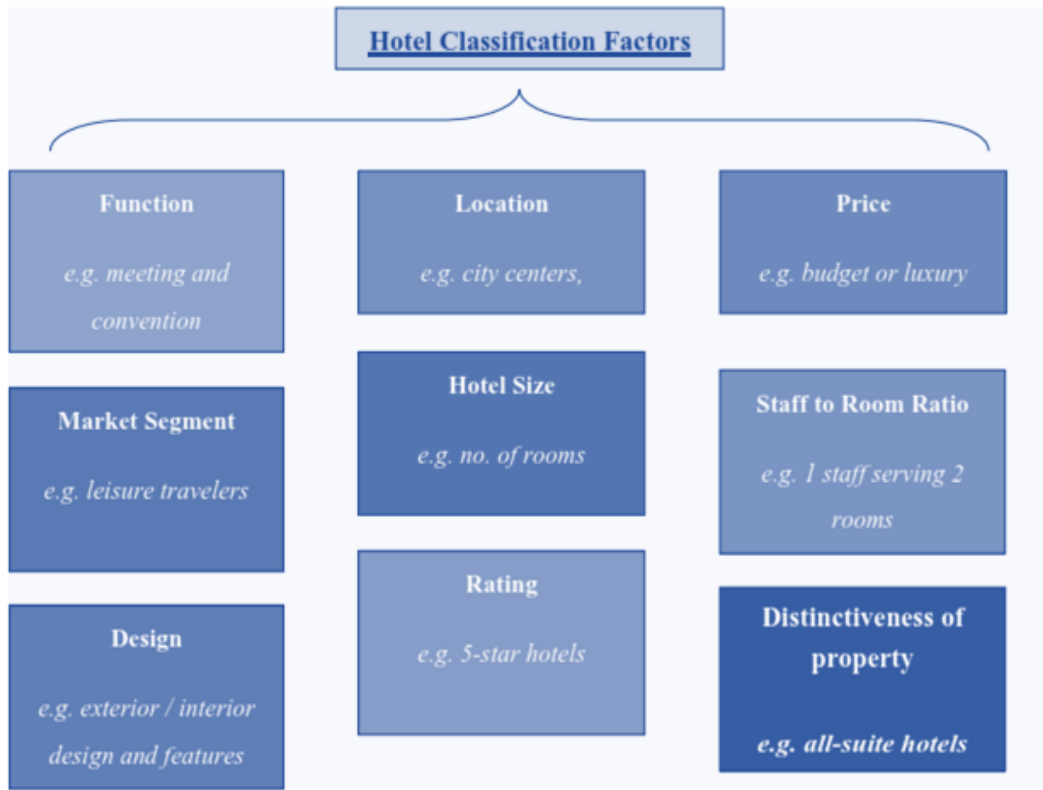 Hotel Classification Factors
Function
e.g. meeting and
convention
Location
e.g. city centers,
Price
e.g. budget or luxury
Market Segment
e.g. leisure travelers
Hotel Size
e.g. no. of rooms
Staff to Room Ratio
e.g. 1 staff serving 2
rooms
Design
e.g. exterior / interior
design and features
Rating
e.g. 5-star hotels
Distinctiveness of
property
e.g. all-suite hotels